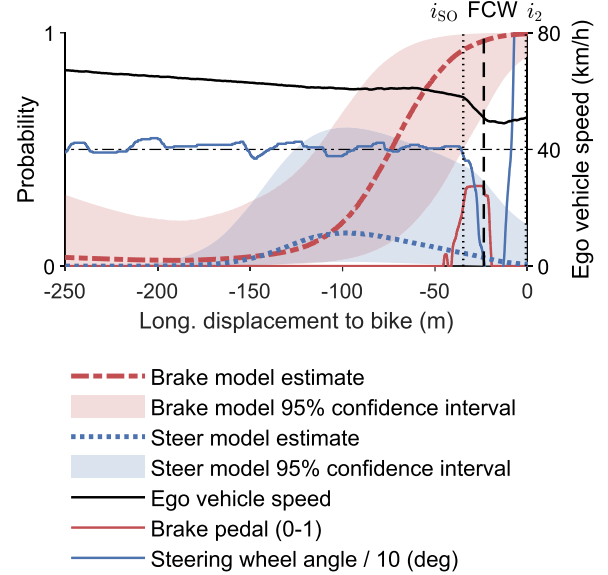 iSO FCW i2
1
80
40
0
0
Probability
Ego vehicle speed (km/h)
-250 -200 -150 -100 -50 0
Long. displacement to bike (m)
Brake model estimate
Brake model 95% confidence interval
Steer model estimate
Steer model 95% confidence interval
Ego vehicle speed
Brake pedal (0-1)
Steering wheel angle / 10 (deg)